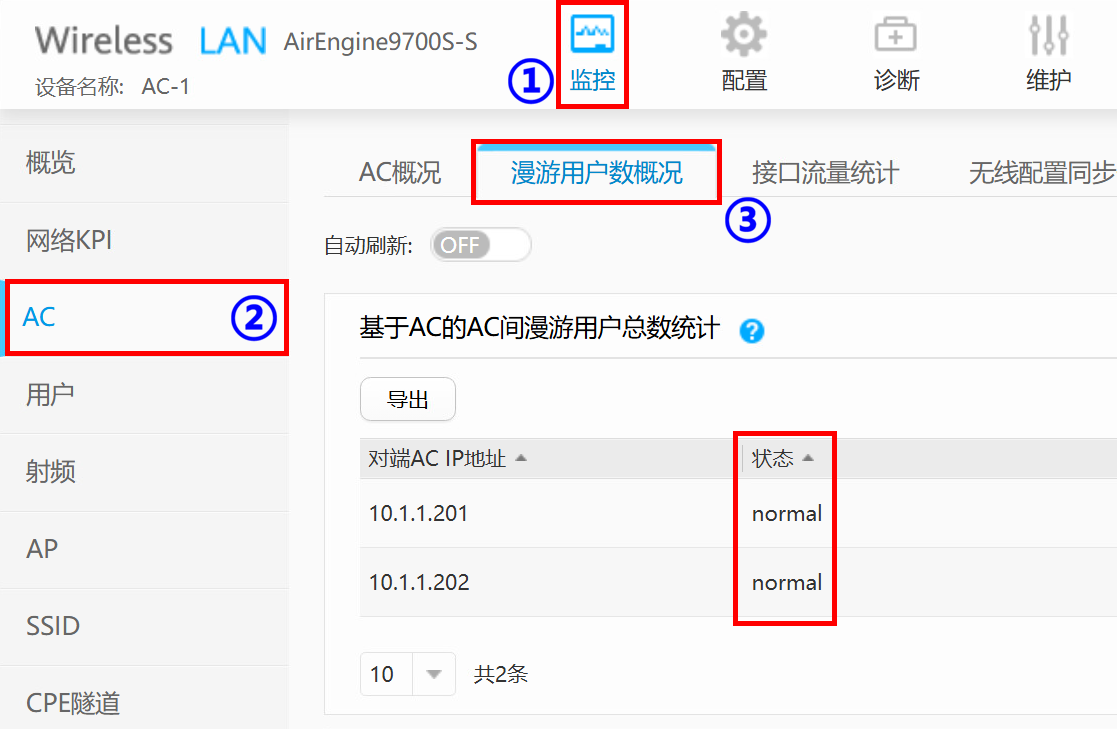 Wireless LAN AirEngine9700S-S
设备名称: AC-1
① 监控
配置
诊断
维护
概览
网络KPI
AC ②
用户
射频
AP
SSID
CPE隧道
AC概况 漫游用户数概况 接口流量统计 无线配置同步
③
自动刷新: OFF
基于AC的AC间漫游用户总数统计 ?
导出
对端AC IP地址 状态
10.1.1.201 normal
10.1.1.202 normal
10 共2条